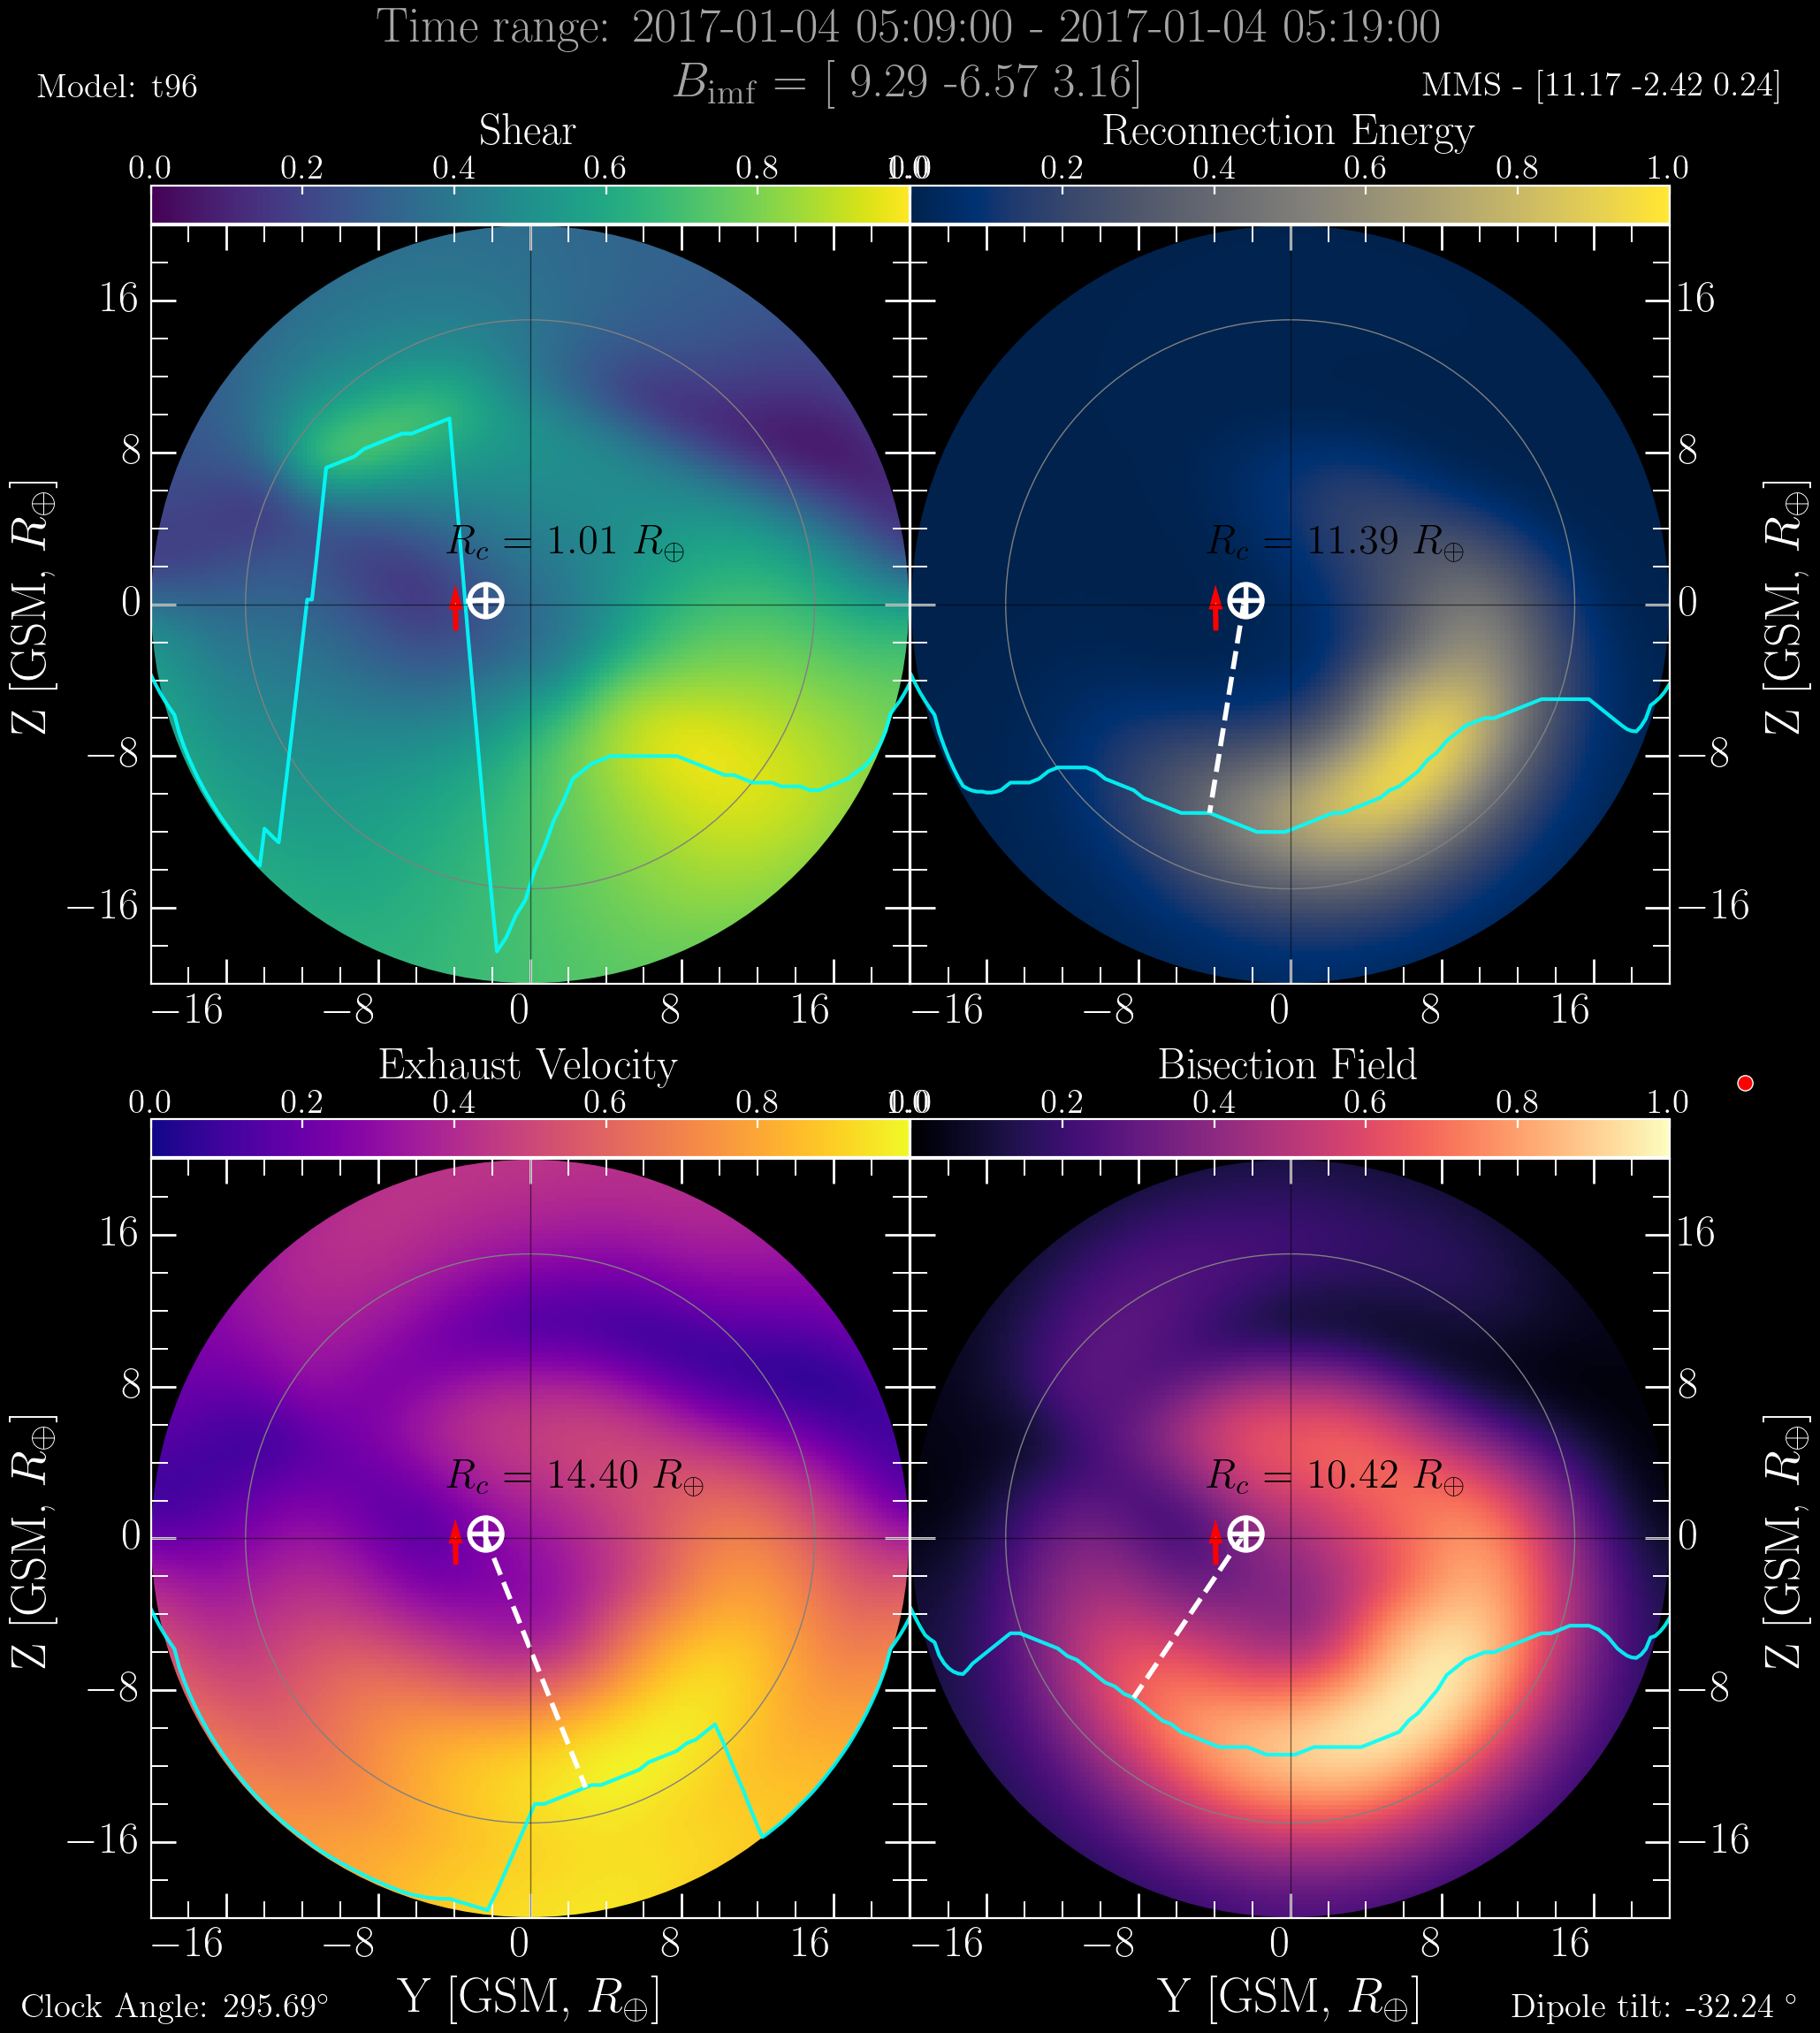 Time range: 2017-01-04 05:09:00 - 2017-01-04 05:19:00
Model: t96
B_imf = [ 9.29 -6.57 3.16]
MMS - [11.17 -2.42 0.24]
Shear
Reconnection Energy
0.0 0.2 0.4 0.6 0.8 1.0
0.2 0.4 0.6 0.8 1.0
16
8
0
−8
−16
Z [GSM, R⊕]
R_c = 1.01 R⊕
−16 −8 0 8 16
R_c = 11.39 R⊕
16
8
0
−8
−16
Z [GSM, R⊕]
−16 −8 0 8 16
Exhaust Velocity
Bisection Field
0.0 0.2 0.4 0.6 0.8 1.0
0.2 0.4 0.6 0.8 1.0
16
8
0
−8
−16
Z [GSM, R⊕]
R_c = 14.40 R⊕
−16 −8 0 8 16
Y [GSM, R⊕]
R_c = 10.42 R⊕
16
8
0
−8
−16
Z [GSM, R⊕]
−16 −8 0 8 16
Y [GSM, R⊕]
Clock Angle: 295.69°
Dipole tilt: -32.24 °